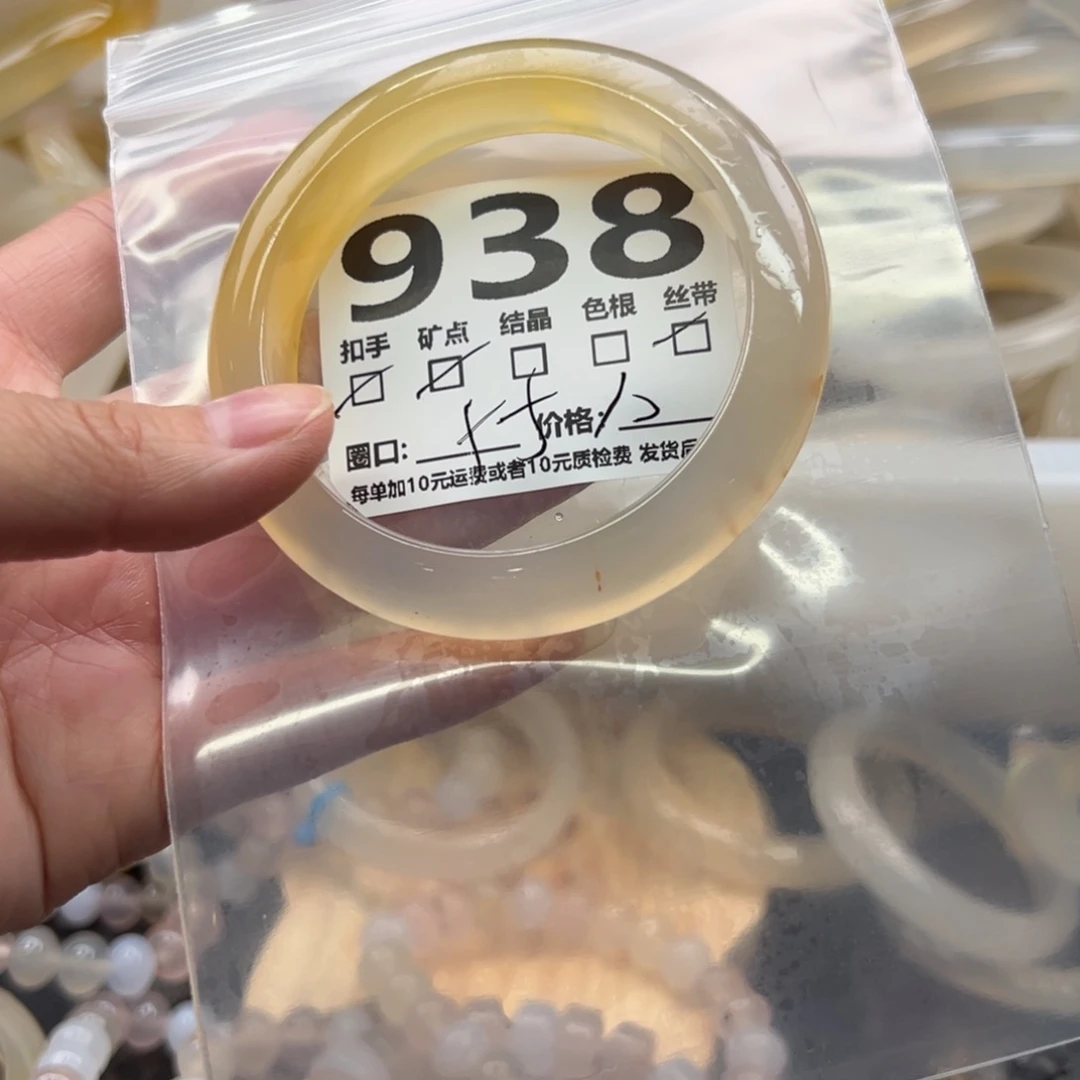 938
扣手 矿点 结晶 色根 丝带
圈口: 价格:
每单加10元运费或者10元质检费 发货后